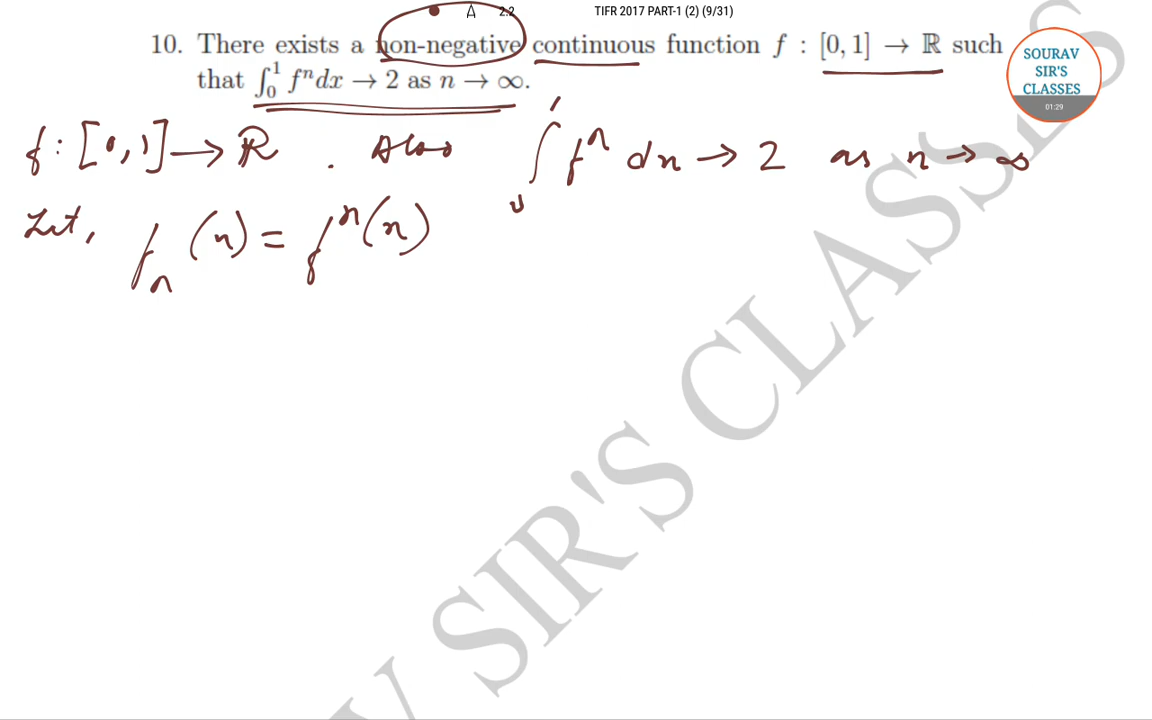 A 2.2 TIFR 2017 PART-1 (2) (9/31)
10. There exists a non-negative continuous function f : [0, 1] → ℝ such
that ∫₀¹ fⁿdx → 2 as n → ∞.
SOURAV
SIR'S
CLASSES
01:29
f : [0, 1] → ℝ . Also ∫₀¹ fⁿ dx → 2 as n → ∞
Let, fₙ(x) = fⁿ(x)
V SIR'S CLASSES